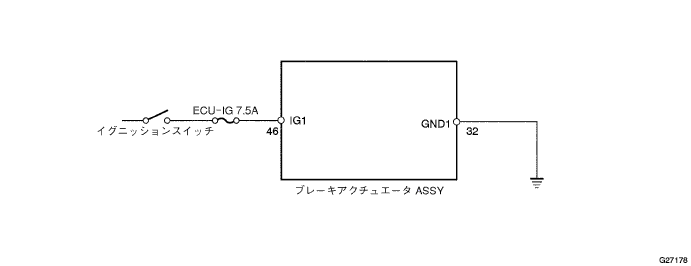 ECU-IG 7.5A
イグニッションスイッチ
46
IG1
GND1
32
ブレーキアクチュエータ ASSY
G27178